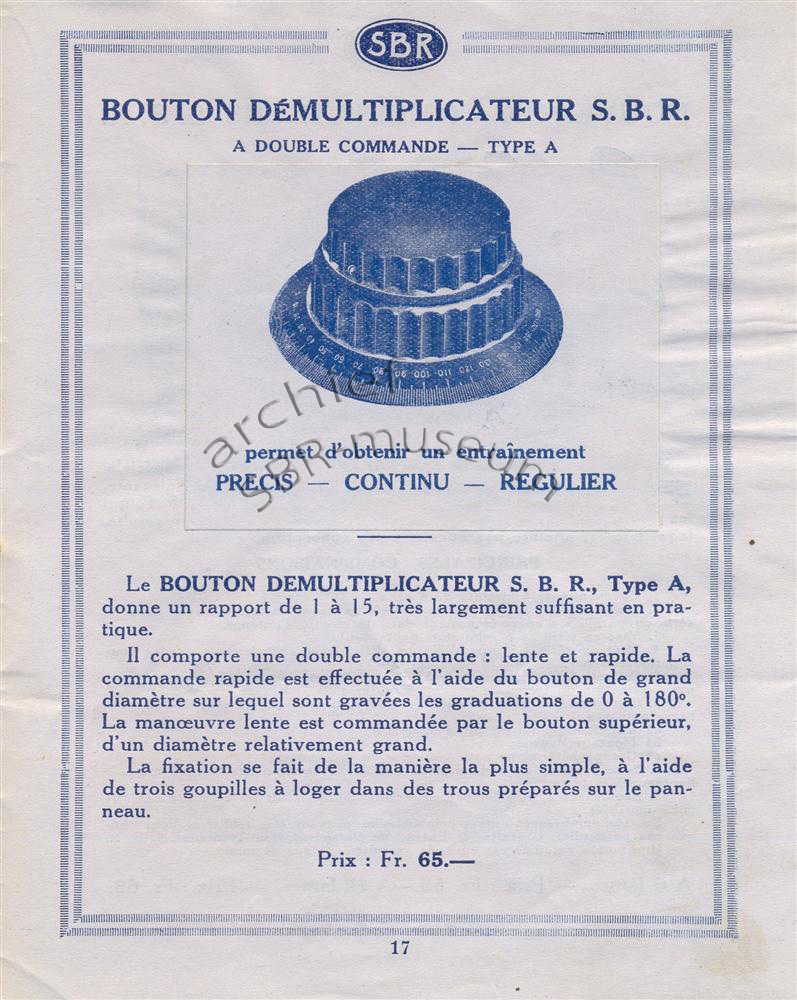 SBR
BOUTON DéMULTIPLICATEUR S. B. R.
A DOUBLE COMMANDE — TYPE A
archief
SBR-museum
permet d'obtenir un entraînement
PRECIS — CONTINU — REGULIER
Le BOUTON DEMULTIPLICATEUR S. B. R., Type A,
donne un rapport de 1 à 15, très largement suffisant en pra-
tique.
Il comporte une double commande : lente et rapide. La
commande rapide est effectuée à l'aide du bouton de grand
diamètre sur lequel sont gravées les graduations de 0 à 180º.
La manœuvre lente est commandée par le bouton supérieur,
d'un diamètre relativement grand.
La fixation se fait de la manière la plus simple, à l'aide
de trois goupilles à loger dans des trous préparés sur le pan-
neau.
Prix : Fr. 65.—
17